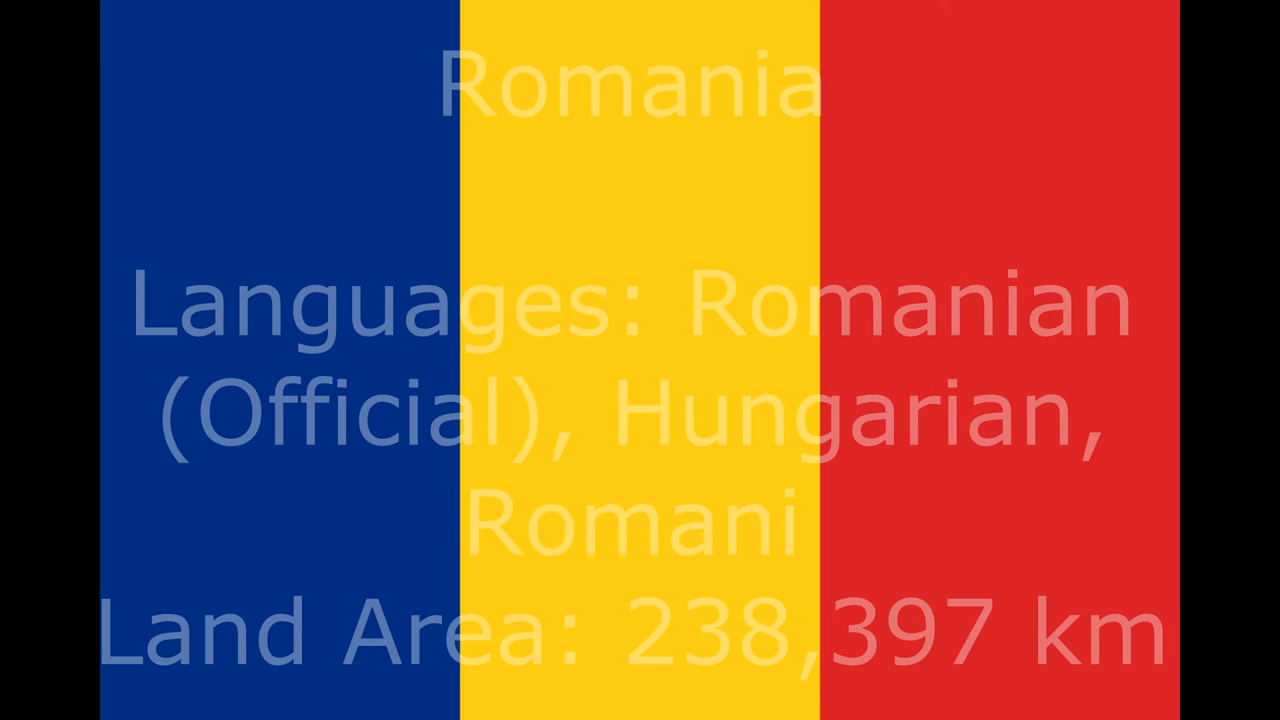 Romania
Languages: Romanian
(Official), Hungarian,
Romani
Land Area: 238,397 km